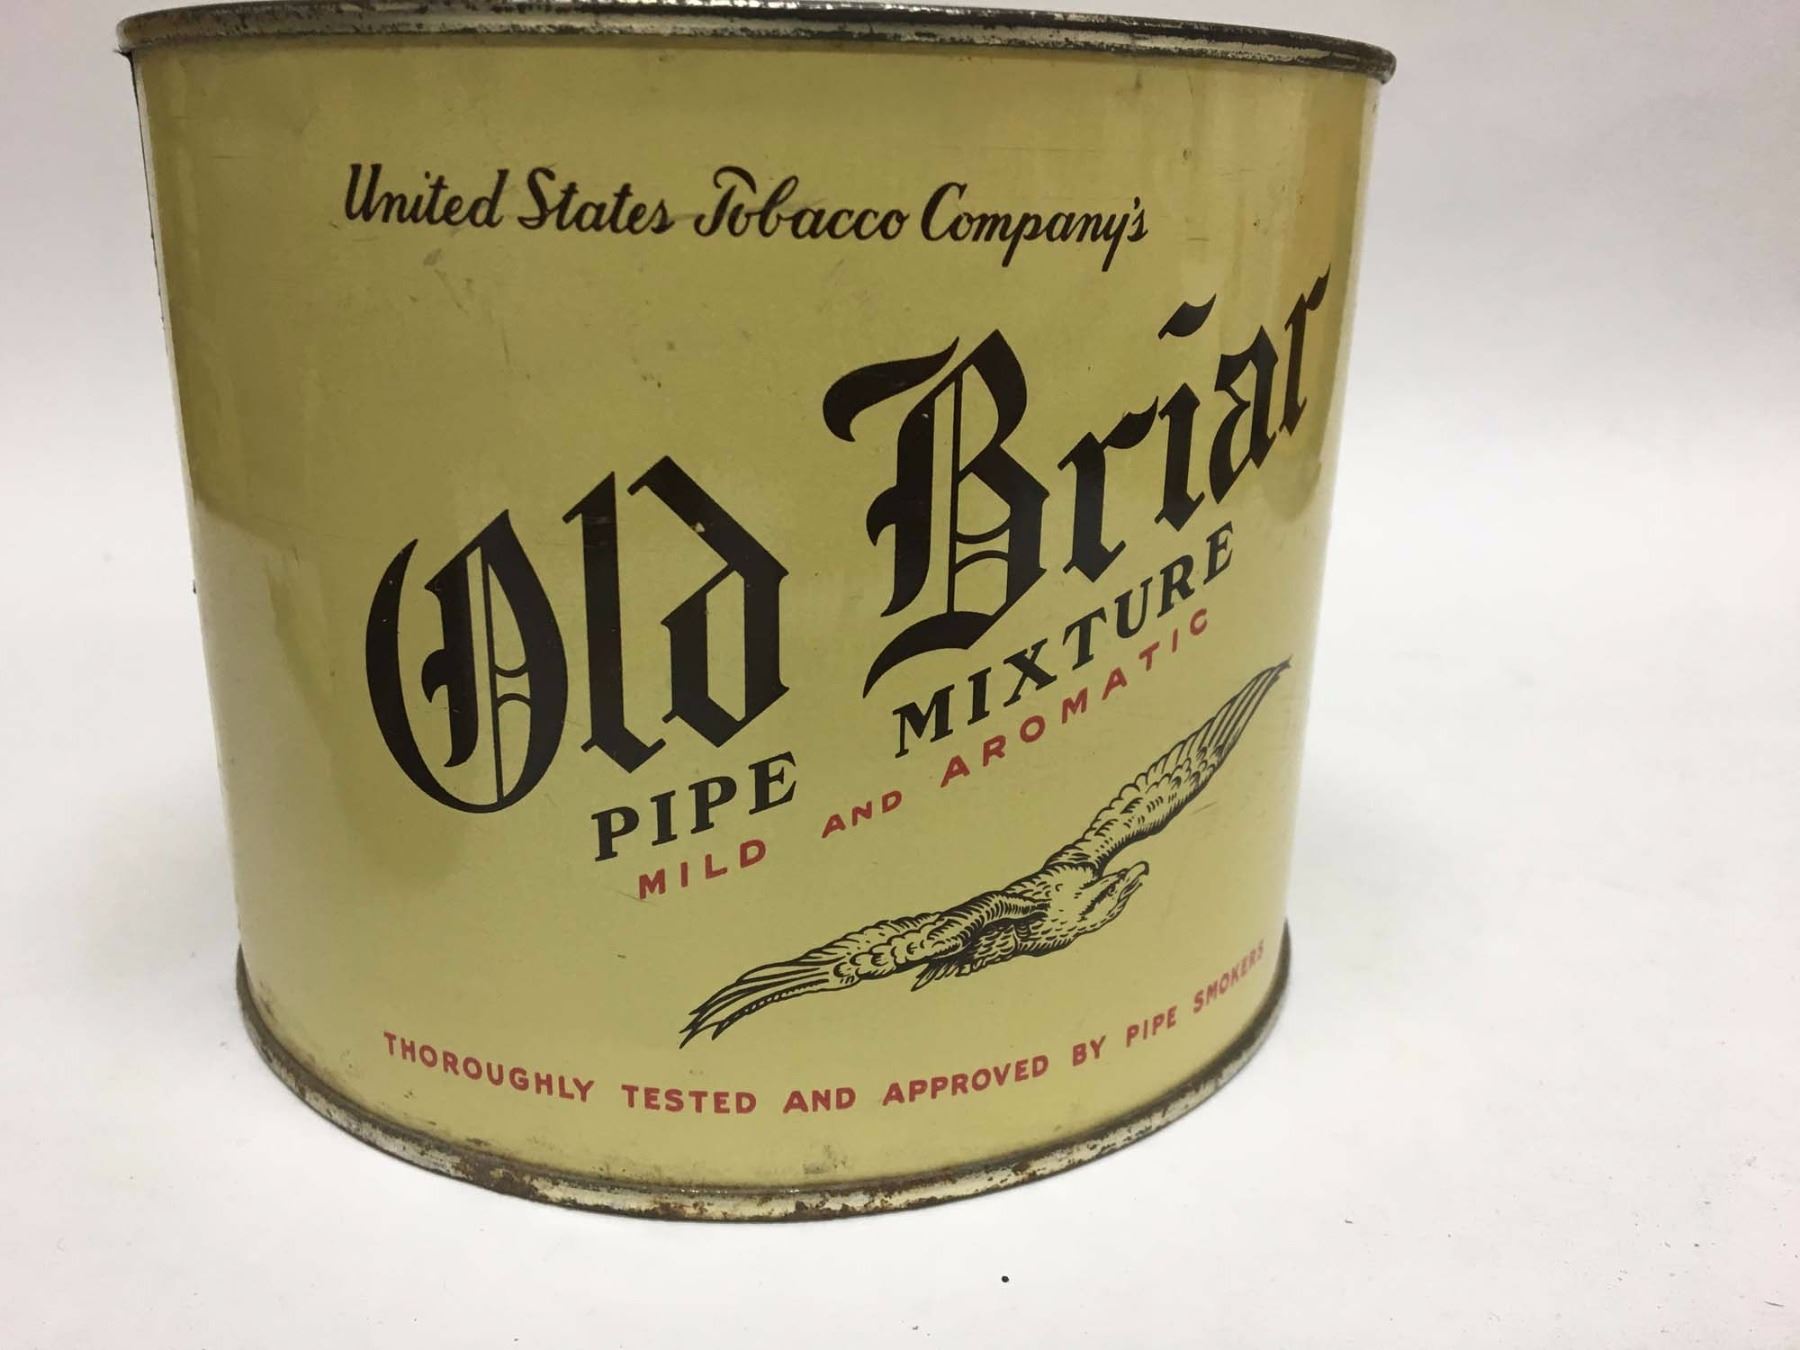 United States Tobacco Company's
Old Briar
PIPE MIXTURE
MILD AND AROMATIC
THOROUGHLY TESTED AND APPROVED BY PIPE SMOKERS